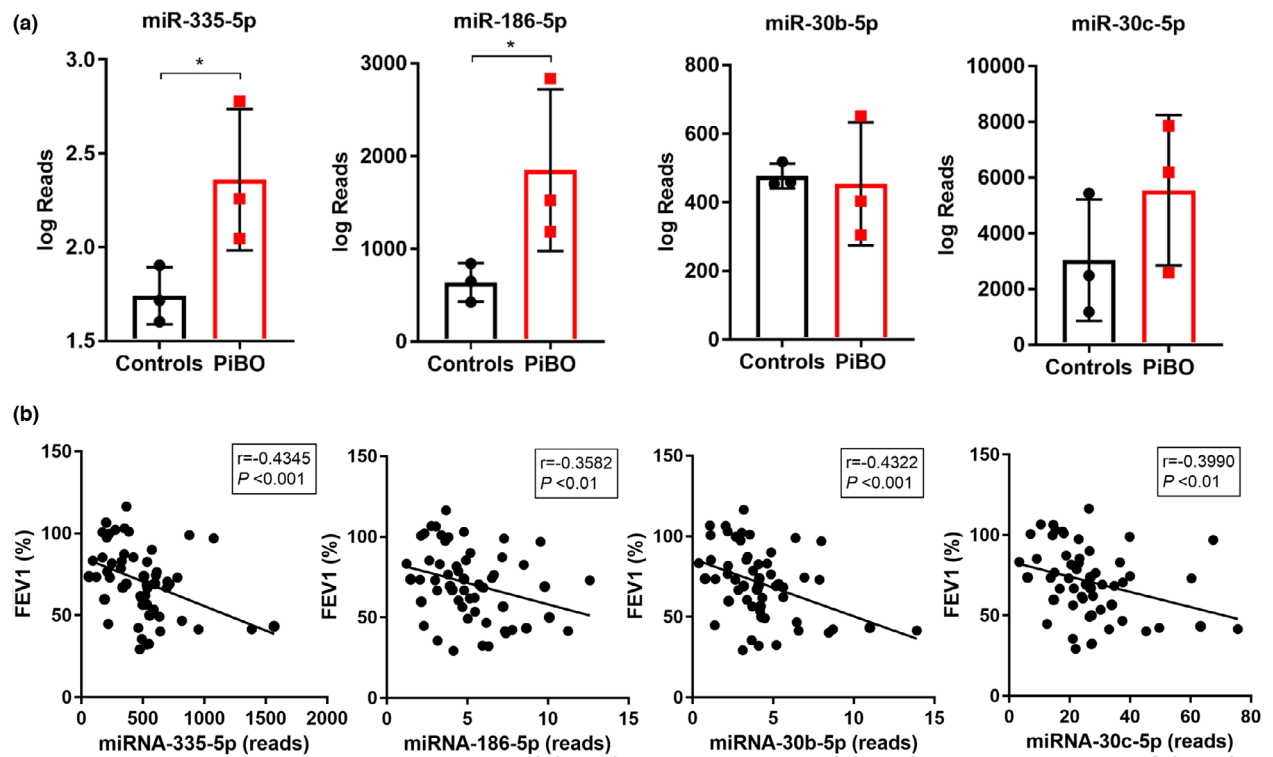 (a)
miR-335-5p
log Reads
3.0
2.5
2.0
1.5
*
Controls PiBO
miR-186-5p
log Reads
3000
2000
1000
0
*
Controls PiBO
miR-30b-5p
log Reads
800
600
400
200
0
Controls PiBO
miR-30c-5p
log Reads
10000
8000
6000
4000
2000
0
Controls PiBO
(b)
FEV1 (%)
150
100
50
0
r=-0.4345
P <0.001
0 500 1000 1500 2000
miRNA-335-5p (reads)
FEV1 (%)
150
100
50
0
r=-0.3582
P <0.01
0 5 10 15
miRNA-186-5p (reads)
FEV1 (%)
150
100
50
0
r=-0.4322
P <0.001
0 5 10 15
miRNA-30b-5p (reads)
FEV1 (%)
150
100
50
0
r=-0.3990
P <0.01
0 20 40 60 80
miRNA-30c-5p (reads)